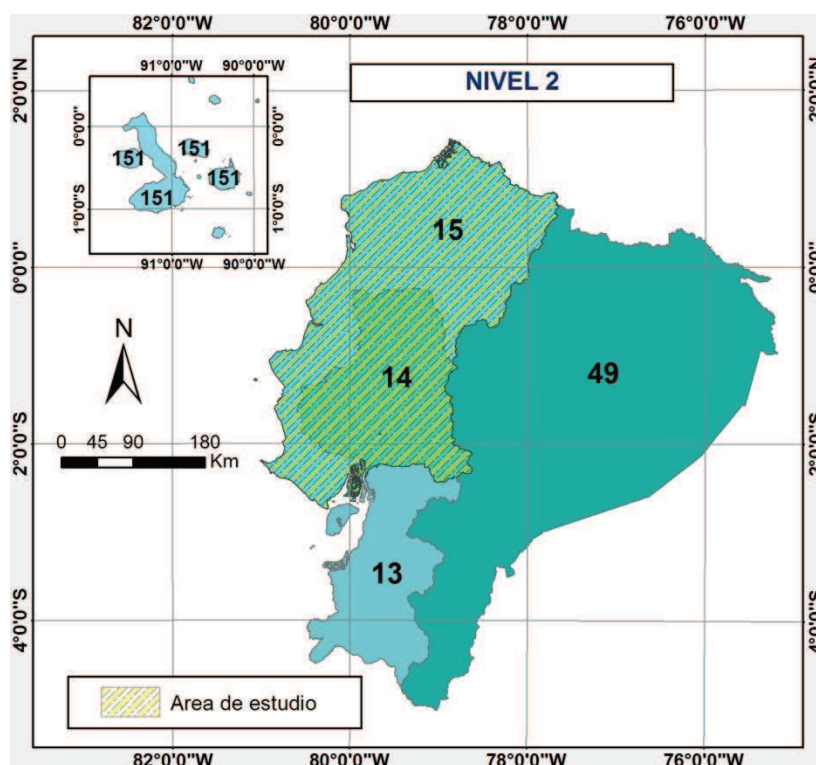 82°0'0"W 80°0'0"W 78°0'0"W 76°0'0"W
NIVEL 2
91°0'0"W 90°0'0"W
0°0'0" 0°0'0"
1°0'0"S 1°0'0"S
151 151
151 151
91°0'0"W 90°0'0"W
2°0'0"N 2°0'0"N
0°0'0" 0°0'0"
2°0'0"S 2°0'0"S
4°0'0"S 4°0'0"S
15
14
49
13
N
0 45 90 180
Km
Area de estudio
82°0'0"W 80°0'0"W 78°0'0"W 76°0'0"W